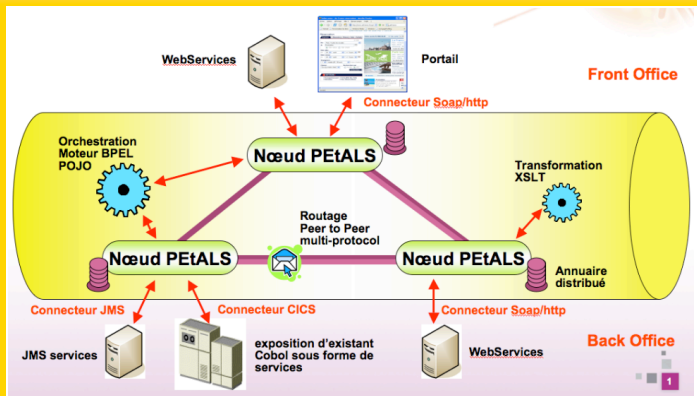 WebServices
Portail
Front Office
Connecteur Soap/http
Orchestration
Moteur BPEL
POJO
Nœud PEtALS
Transformation
XSLT
Routage
Peer to Peer
multi-protocol
Nœud PEtALS
Nœud PEtALS
Annuaire
distribué
Connecteur JMS
Connecteur CICS
Connecteur Soap/http
Back Office
JMS services
exposition d'existant
Cobol sous forme de
services
WebServices
1